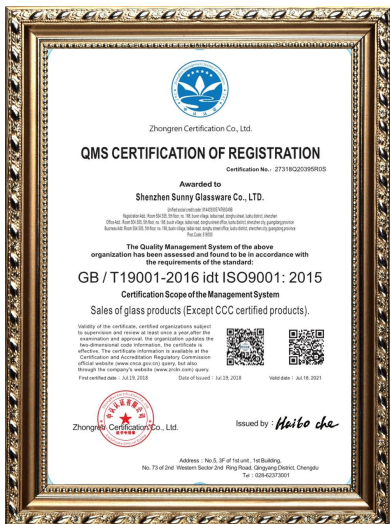 Zhongren Certification Co., Ltd.
QMS CERTIFICATION OF REGISTRATION
Certification No.: 27318Q20395R0S
Awarded to
Shenzhen Sunny Glassware Co., LTD.
The Quality Management System of the above
organization has been assessed and found to be in accordance with
the requirements of the standard:
GB / T19001-2016 idt ISO9001: 2015
Certification Scope of the Management System
Sales of glass products (Except CCC certified products).
Validity of the certificate, certified organizations subject
to supervision and review at least once a year,after the
examination and approval, the organization updates the
two-dimensional code information, the certificate is
effective. The certificate information is available at the
Certification and Accreditation Regulatory Commission
(website (www.cnca.gov.cn) query, but also
through the company's website (www.zrcln.com) query.
First certified date : Jul.19, 2018 Date of Issued : Jul.19, 2018 Valid date : Jul.18, 2021
Zhongren Certification Co., Ltd.
Issued by : Haibo che
Address : No.5, 3F of 1st unit , 1st Building,
No. 73 of 2nd Western Sector 2nd Ring Road, Qingyang District, Chengdu
Tel : 028-62373001